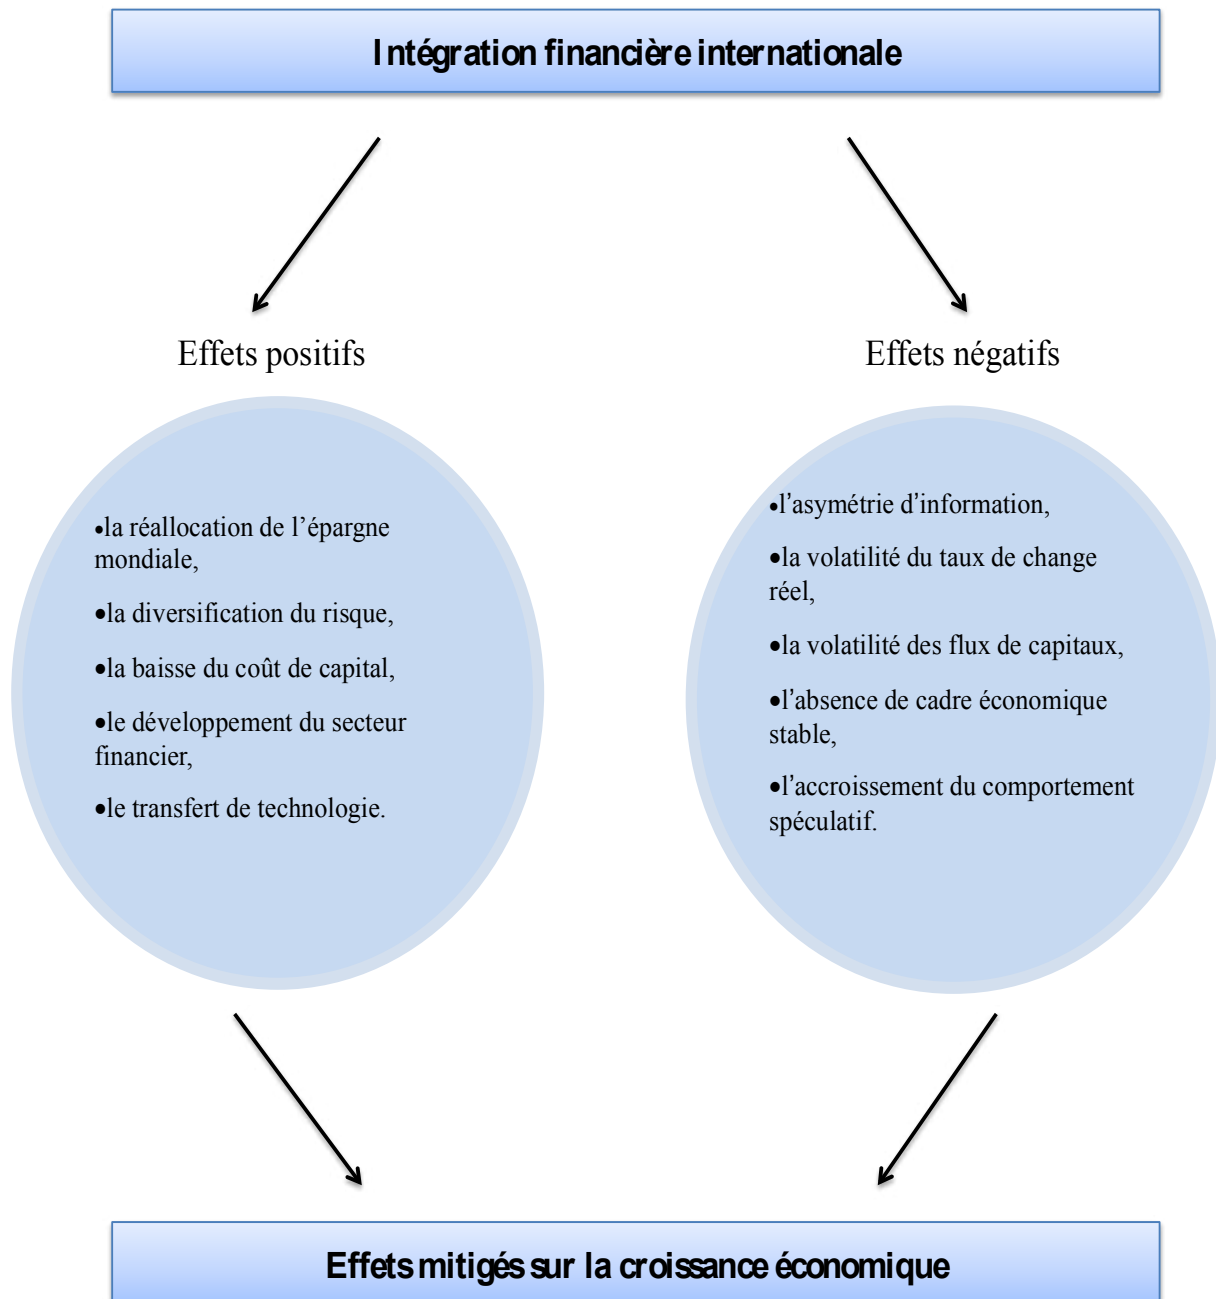 Intégration financière internationale
Effets positifs
•la réallocation de l’épargne
mondiale,
•la diversification du risque,
•la baisse du coût de capital,
•le développement du secteur
financier,
•le transfert de technologie.
Effets négatifs
•l’asymétrie d’information,
•la volatilité du taux de change
réel,
•la volatilité des flux de capitaux,
•l’absence de cadre économique
stable,
•l’accroissement du comportement
spéculatif.
Effets mitigés sur la croissance économique